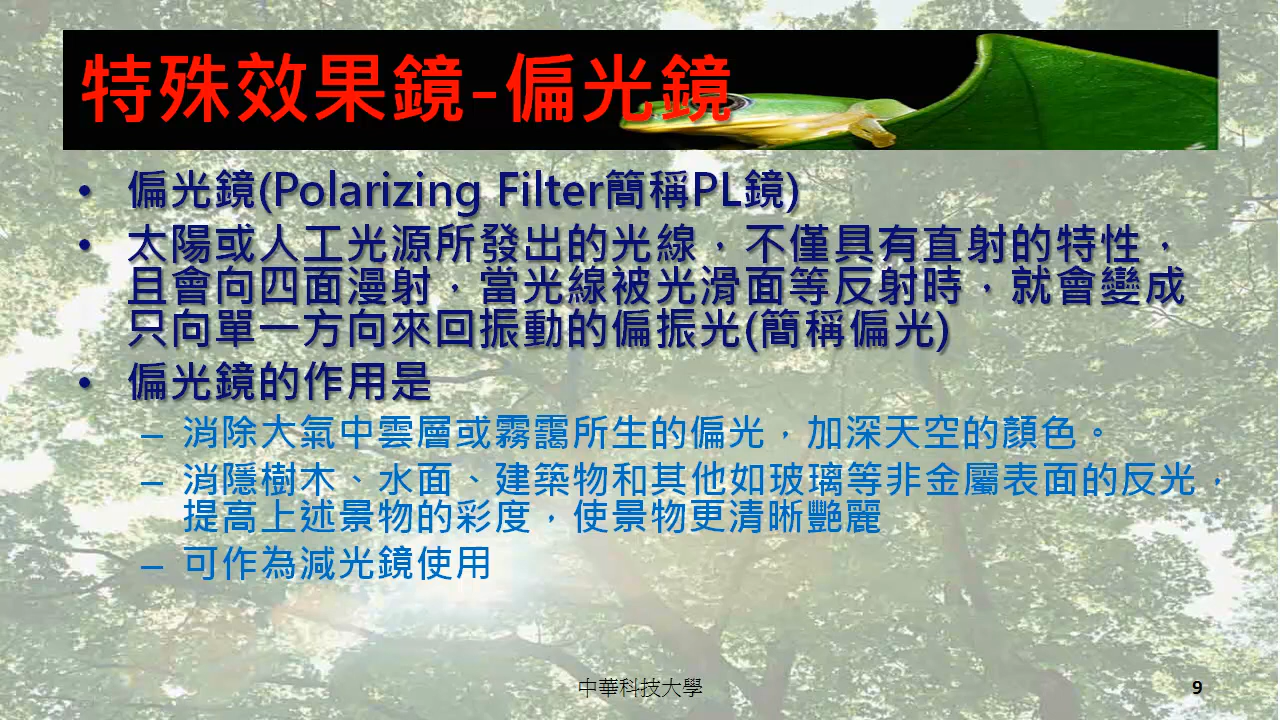 特殊效果鏡-偏光鏡
• 偏光鏡(Polarizing Filter簡稱PL鏡)
• 太陽或人工光源所發出的光線，不僅具有直射的特性，
且會向四面漫射，當光線被光滑面等反射時，就會變成
只向單一方向來回振動的偏振光(簡稱偏光)
• 偏光鏡的作用是
– 消除大氣中雲層或霧靄所生的偏光，加深天空的顏色。
– 消隱樹木、水面、建築物和其他如玻璃等非金屬表面的反光，
提高上述景物的彩度，使景物更清晰艷麗
– 可作為減光鏡使用
中華科技大學
9